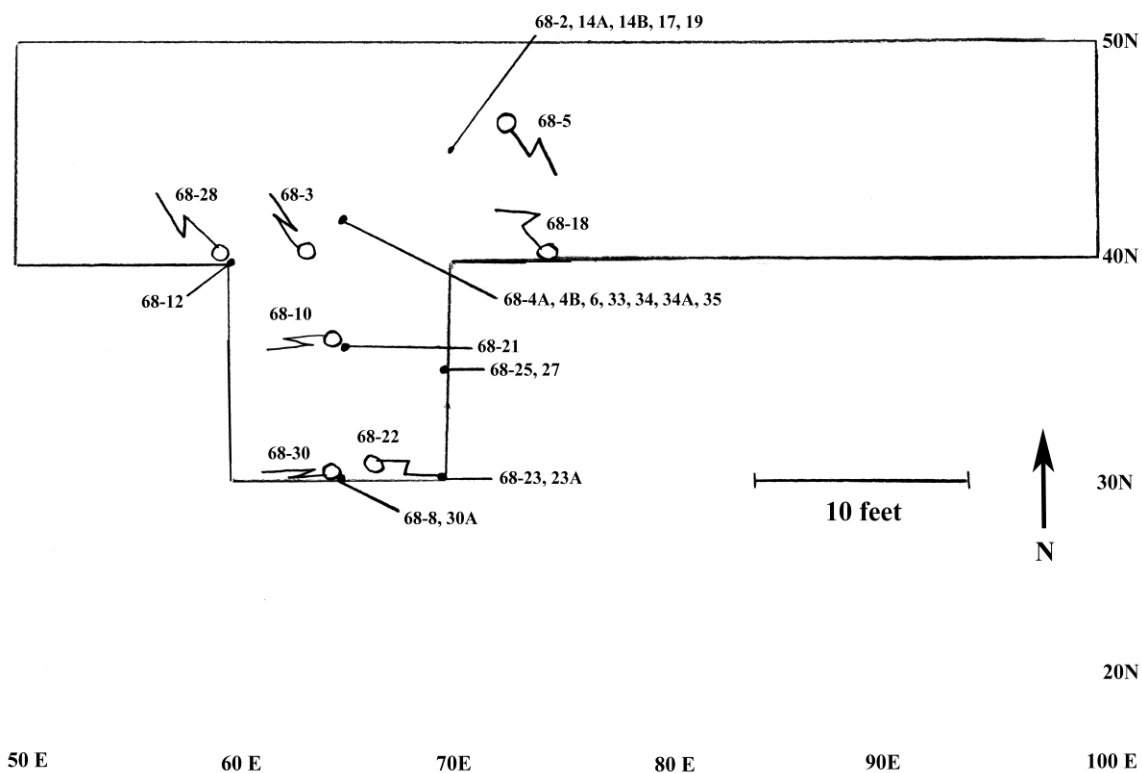 68-2, 14A, 14B, 17, 19
50N
68-5
68-28
68-3
68-18
40N
68-12
68-4A, 4B, 6, 33, 34, 34A, 35
68-10
68-21
68-25, 27
68-22
68-30
68-23, 23A
30N
68-8, 30A
10 feet
N
20N
50 E
60 E
70E
80 E
90E
100 E